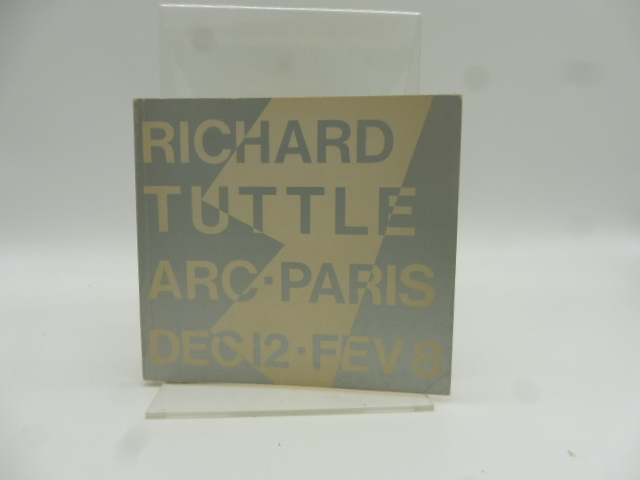 RICHARD
TUTTLE
ARC·PARIS
DEC 12·FEV 8